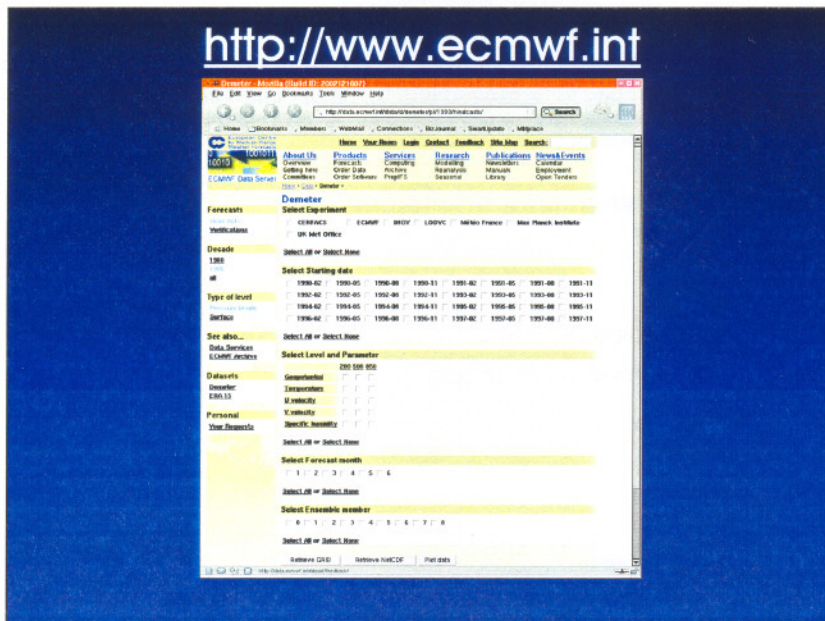 http://www.ecmwf.int
Demeter - Mozilla {Build ID: 2002121607}
File Edit View Go Bookmarks Tools Window Help
Search
Home Bookmarks Members WebMail Connections BizJournal SmartUpdate Mktplace
Home Your Room Login Contact Feedback Site Map Search:
About Us Products Services Research Publications News&Events
Overview Forecasts Computing Modelling Newsletters Calendar
Getting here Order Data Archive Reanalysis Manuals Employment
Committees Order Software PrepIFS Seasonal Library Open Tenders
ECMWF Data Server
Home > Data > Demeter >
Demeter
Select Experiment
CERFACS ECMWF INGV LODYC Météo France Max Planck Institute
UK Met Office
Select All or Select None
Select Starting date
1990-02 1990-05 1990-08 1990-11 1991-02 1991-05 1991-08 1991-11
1992-02 1992-05 1992-08 1992-11 1993-02 1993-05 1993-08 1993-11
1994-02 1994-05 1994-08 1994-11 1995-02 1995-05 1995-08 1995-11
1996-02 1996-05 1996-08 1996-11 1997-02 1997-05 1997-08 1997-11
Select All or Select None
Select Level and Parameter
200 500 850
Geopotential
Temperature
U velocity
V velocity
Specific humidity
Select All or Select None
Select Forecast month
1 2 3 4 5 6
Select All or Select None
Select Ensemble member
0 1 2 3 4 5 6 7 8
Select All or Select None
Retrieve GRIB Retrieve NetCDF Plot data
Forecasts
Verifications
Decade
1980
all
Type of level
Surface
See also...
Data Services
ECMWF Archive
Datasets
Demeter
ERA-15
Personal
Your Requests